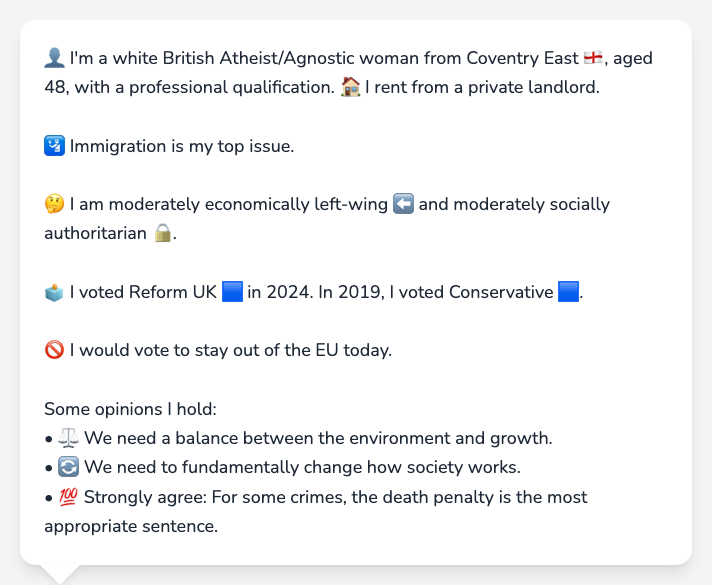 👤 I'm a white British Atheist/Agnostic woman from Coventry East 🏴󠁧󠁢󠁥󠁮󠁧󠁿, aged
48, with a professional qualification. 🏠 I rent from a private landlord.
🛂 Immigration is my top issue.
🤔 I am moderately economically left-wing ⬅️ and moderately socially
authoritarian 🔒.
🗳️ I voted Reform UK 🟦 in 2024. In 2019, I voted Conservative 🟦.
🚫 I would vote to stay out of the EU today.
Some opinions I hold:
• ⚖️ We need a balance between the environment and growth.
• 🔄 We need to fundamentally change how society works.
• 💯 Strongly agree: For some crimes, the death penalty is the most
appropriate sentence.